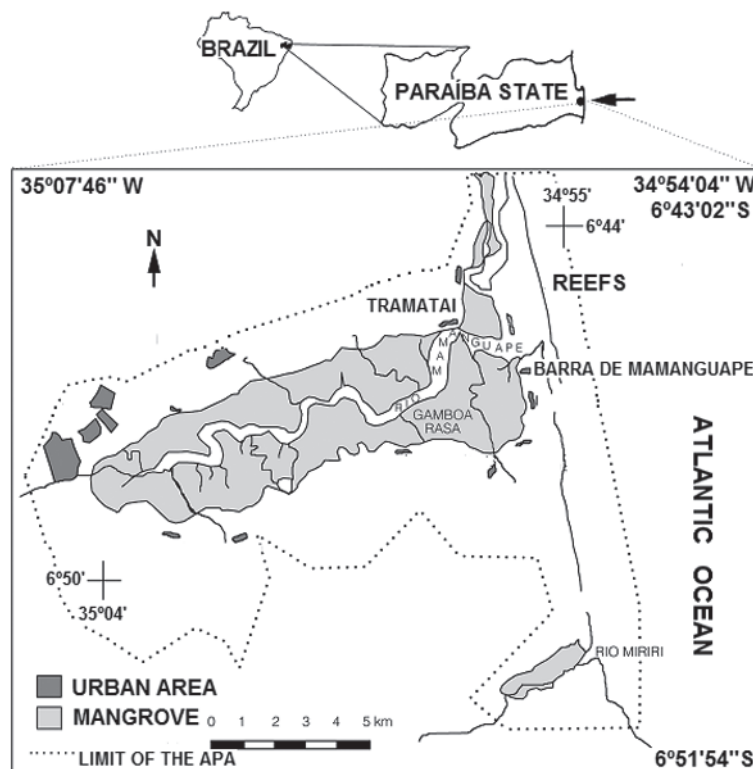 BRAZIL
PARAÍBA STATE
35º07'46'' W
34º54'04'' W
6º43'02''S
34º55'
6º44'
N
REEFS
TRAMATAI
RIO MAMANGUAPE
BARRA DE MAMANGUAPE
GAMBOA
RASA
ATLANTIC OCEAN
6º50'
35º04'
RIO MIRIRI
URBAN AREA
MANGROVE
0 1 2 3 4 5 km
LIMIT OF THE APA
6º51'54''S